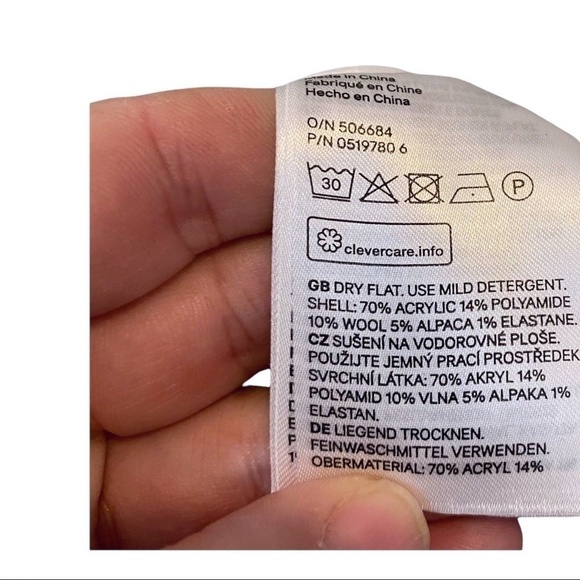 Made in China
Fabriqué en Chine
Hecho en China
O/N 506684
P/N 0519780 6
30 P
clevercare.info
GB DRY FLAT. USE MILD DETERGENT.
SHELL: 70% ACRYLIC 14% POLYAMIDE
10% WOOL 5% ALPACA 1% ELASTANE.
CZ SUŠENÍ NA VODOROVNÉ PLOŠE.
POUŽIJTE JEMNÝ PRACÍ PROSTŘEDEK
SVRCHNÍ LÁTKA: 70% AKRYL 14%
POLYAMID 10% VLNA 5% ALPAKA 1%
ELASTAN.
DE LIEGEND TROCKNEN.
FEINWASCHMITTEL VERWENDEN.
OBERMATERIAL: 70% ACRYL 14%